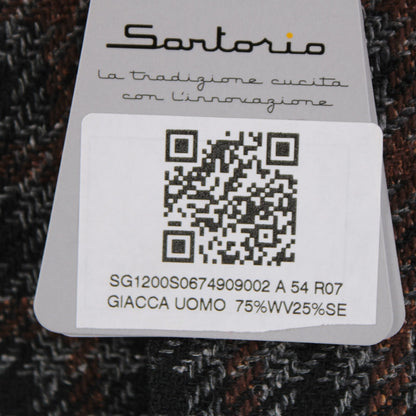 Sartorio
la tradizione cucita
con l'innovazione
SG1200S0674909002 A 54 R07
GIACCA UOMO 75%WV25%SE